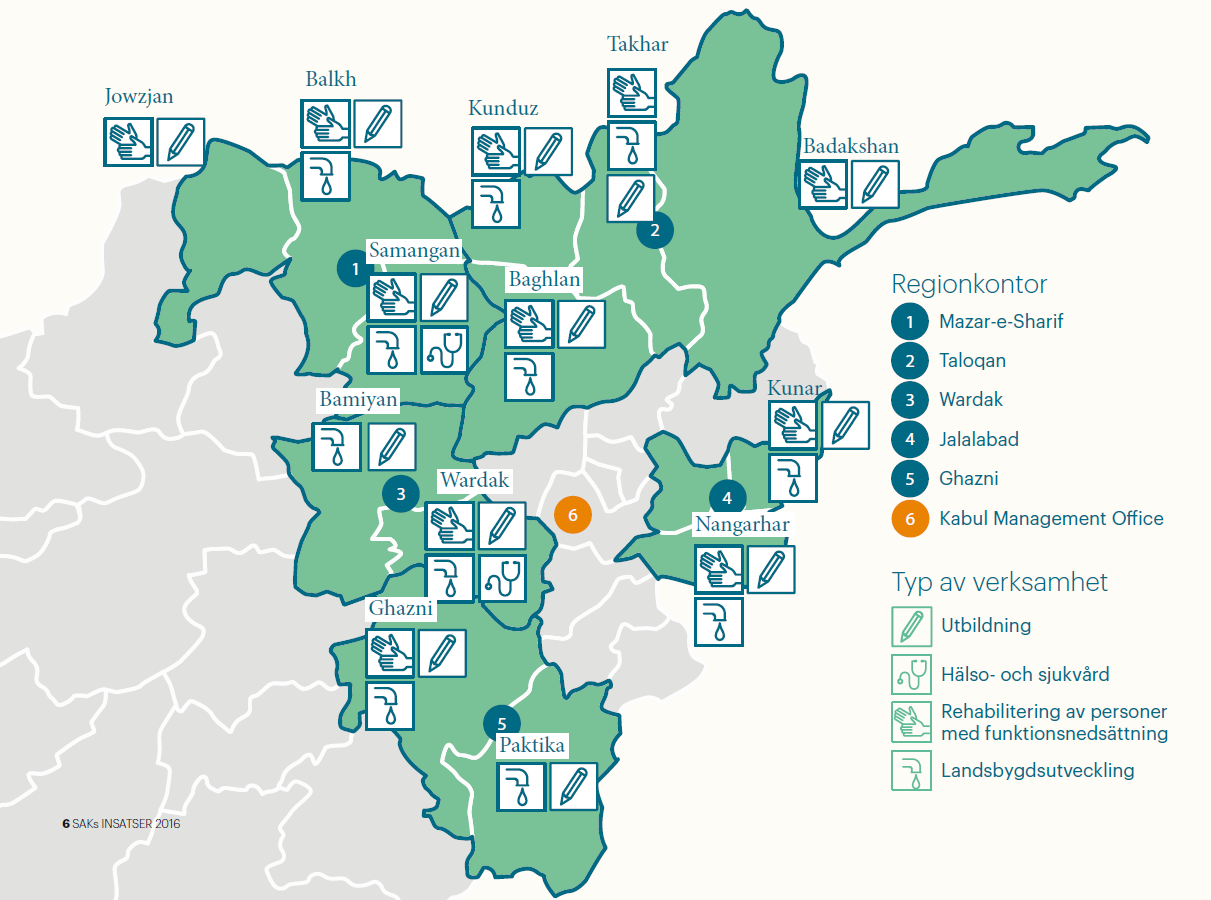 Takhar
Balkh
Jowzjan
Kunduz
Badakshan
2
Samangan
1
Baghlan
Regionkontor
1 Mazar-e-Sharif
2 Taloqan
3 Wardak
4 Jalalabad
5 Ghazni
6 Kabul Management Office
Kunar
Bamiyan
Wardak
3
4
6
Nangarhar
Typ av verksamhet
Utbildning
Hälso- och sjukvård
Rehabilitering av personer
med funktionsnedsättning
Landsbygdsutveckling
Ghazni
5
Paktika
6 SAKs INSATSER 2016